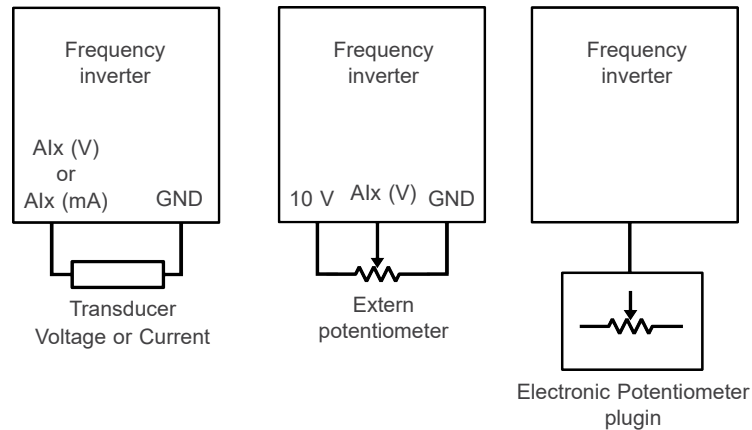 Frequency
inverter
AIx (V)
or
AIx (mA)
GND
Transducer
Voltage or Current
Frequency
inverter
10 V
AIx (V)
GND
Extern
potentiometer
Frequency
inverter
Electronic Potentiometer
plugin